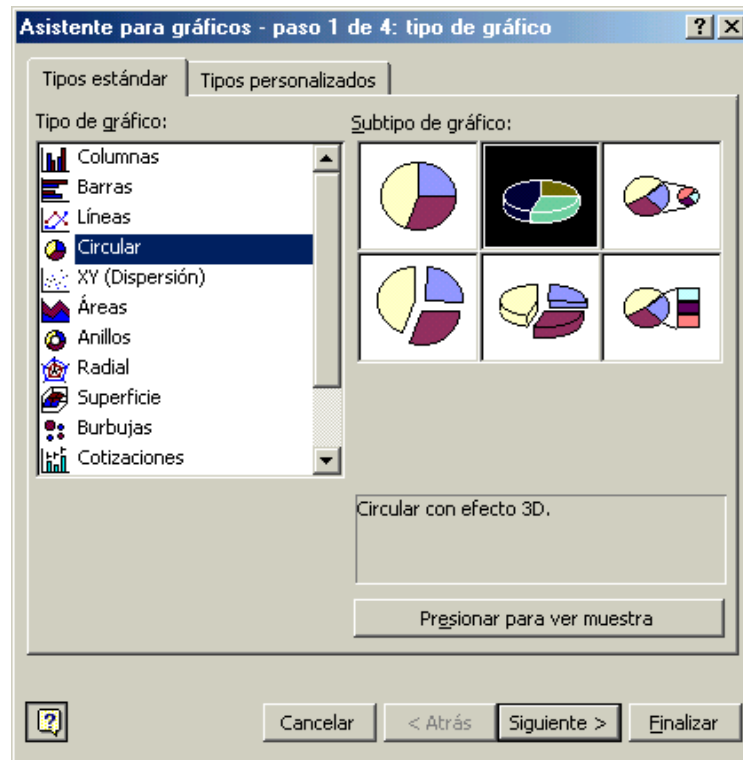 Asistente para gráficos - paso 1 de 4: tipo de gráfico
Tipos estándar
Tipos personalizados
Tipo de gráfico:
Columnas
Barras
Líneas
Circular
XY (Dispersión)
Áreas
Anillos
Radial
Superficie
Burbujas
Cotizaciones
Subtipo de gráfico:
Circular con efecto 3D.
Presionar para ver muestra
Cancelar
< Atrás
Siguiente >
Finalizar